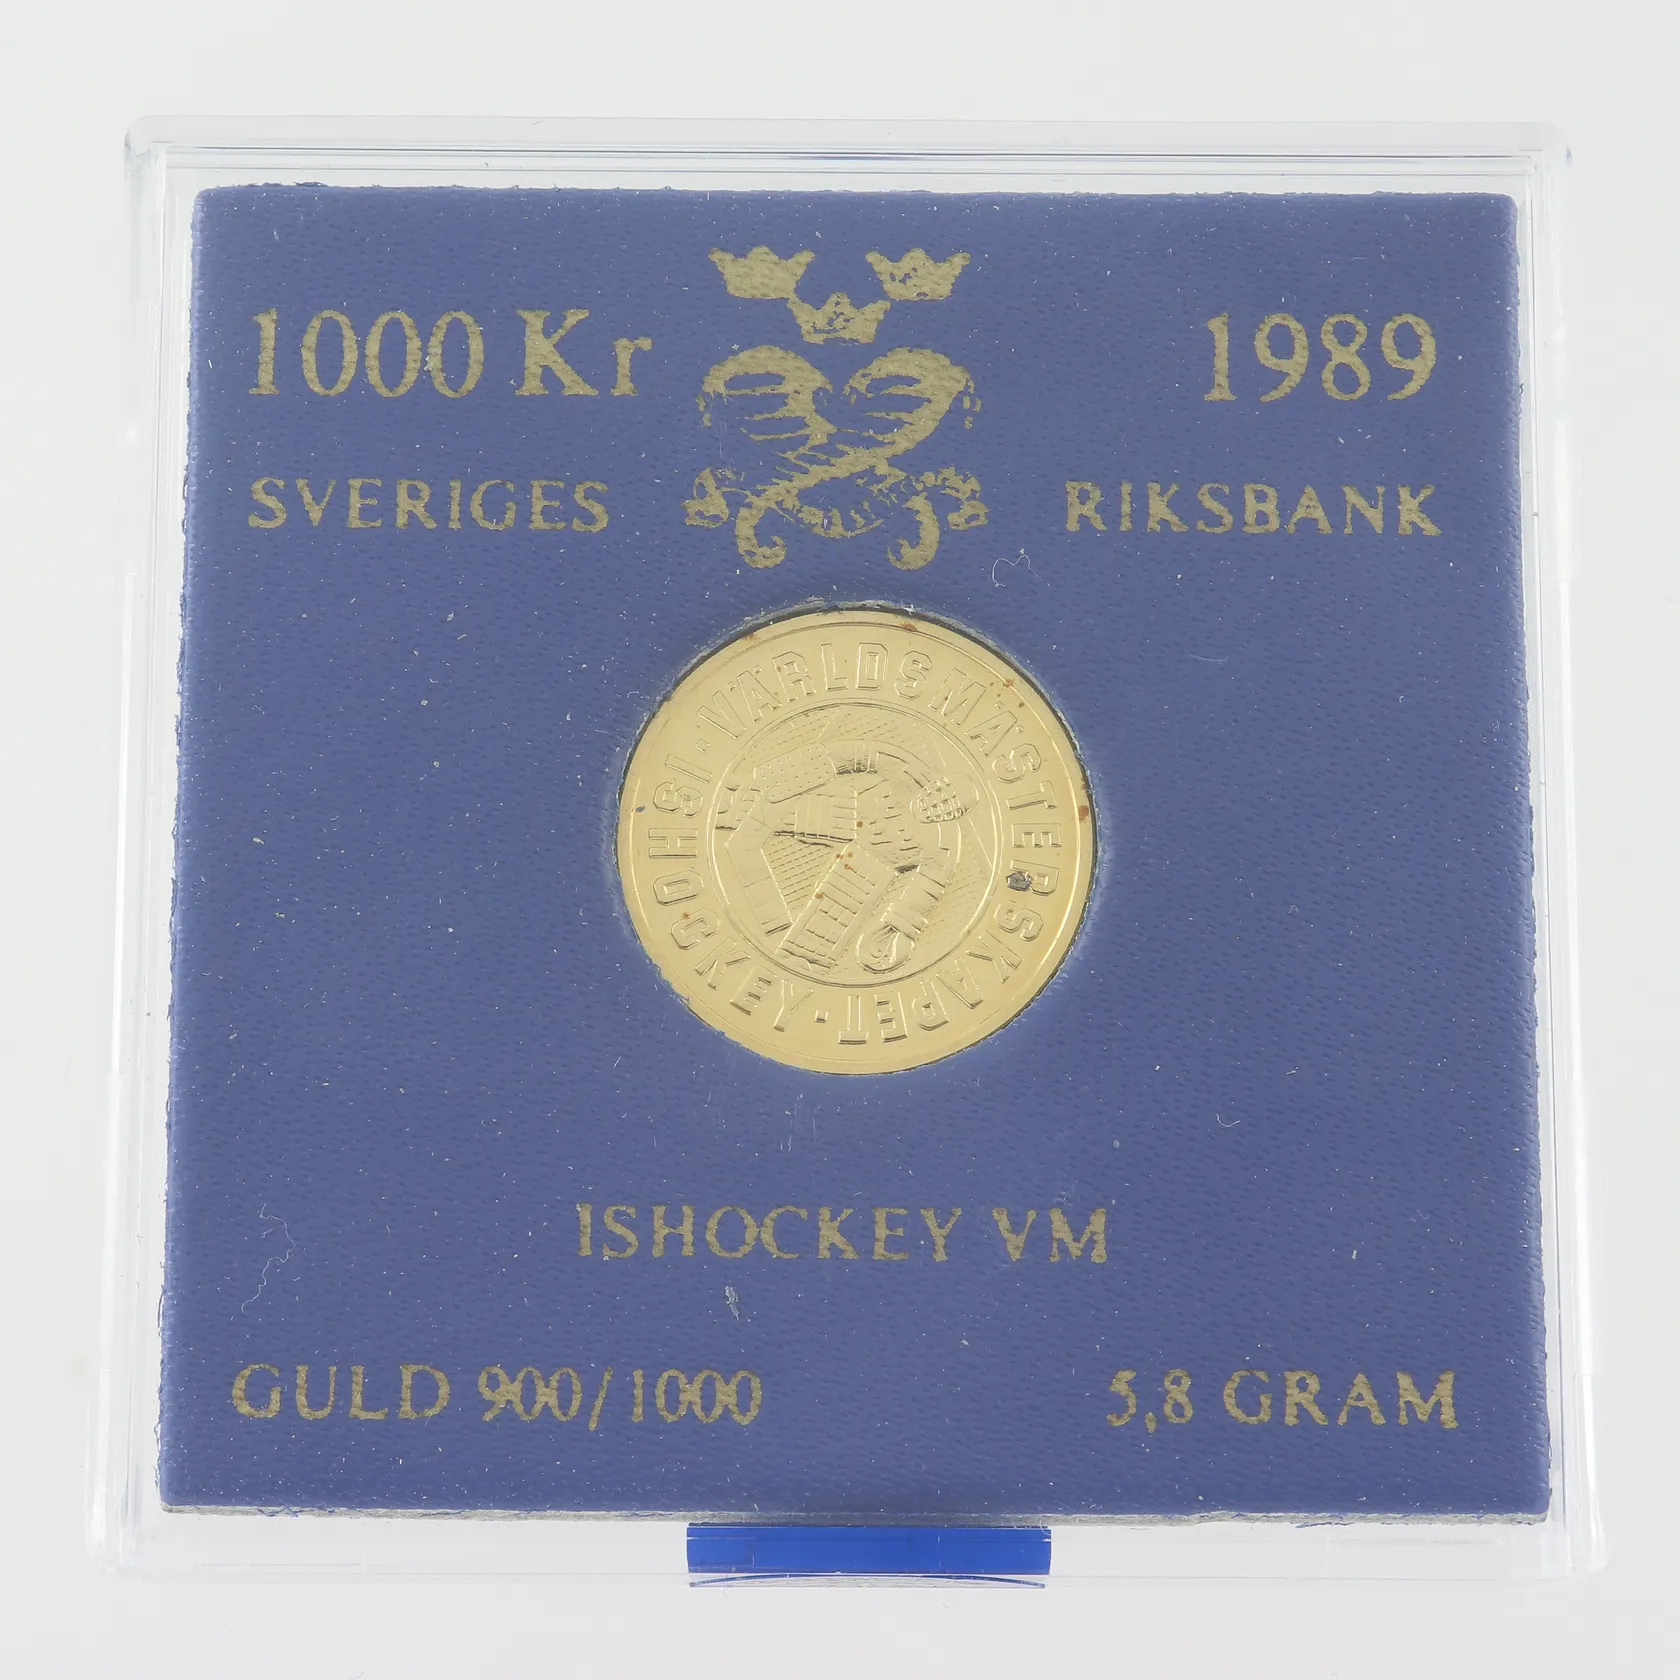 1000 Kr 1989
SVERIGES RIKSBANK
VÄRLDSMÄSTERSKAPET · ISHOCKEY ·
ISHOCKEY VM
GULD 900/1000 5,8 GRAM